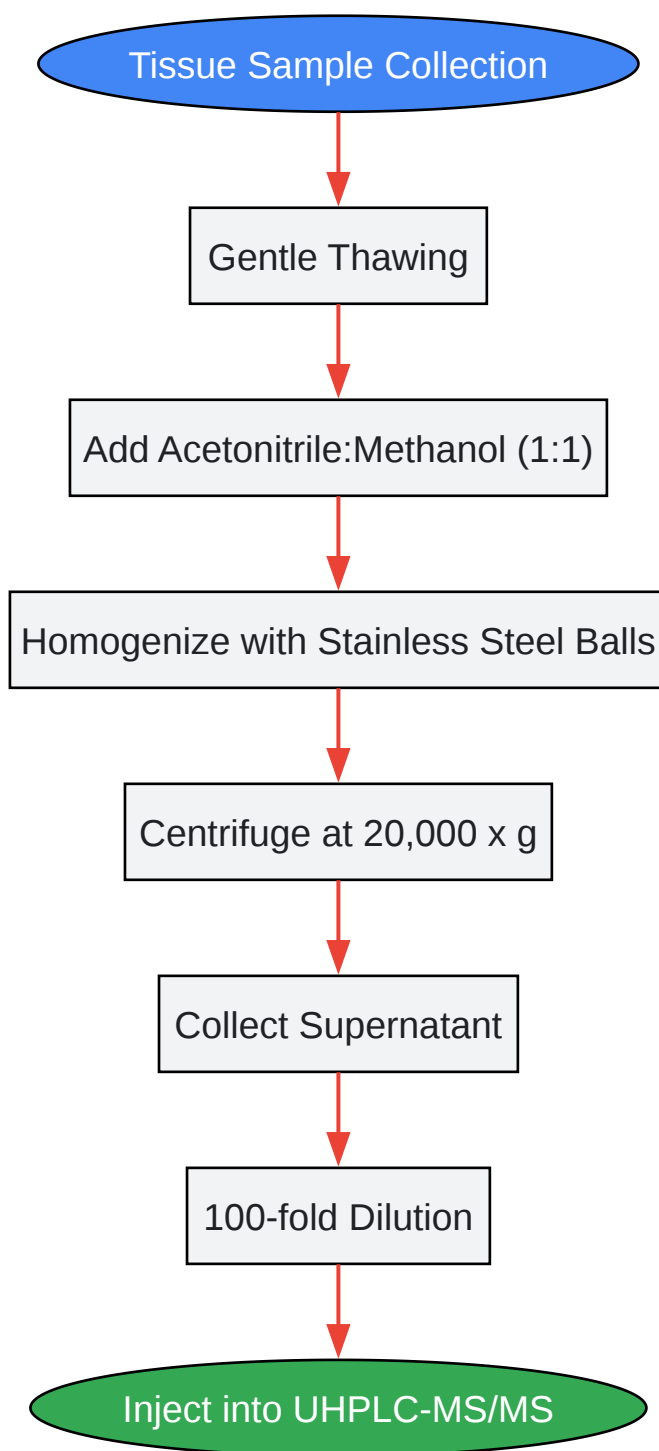 Tissue Sample Collection
Gentle Thawing
Add Acetonitrile:Methanol (1:1)
Homogenize with Stainless Steel Balls
Centrifuge at 20,000 x g
Collect Supernatant
100-fold Dilution
Inject into UHPLC-MS/MS